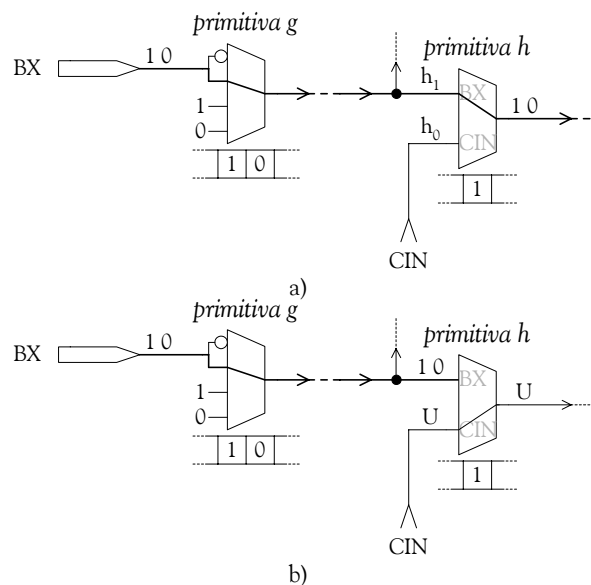 primitiva g
primitiva h
BX
1 0
h1
BX
1 0
1
0
h0
CIN
1 0
1
CIN
a)
primitiva g
primitiva h
BX
1 0
1 0
BX
U
1
0
U
CIN
1 0
1
CIN
b)